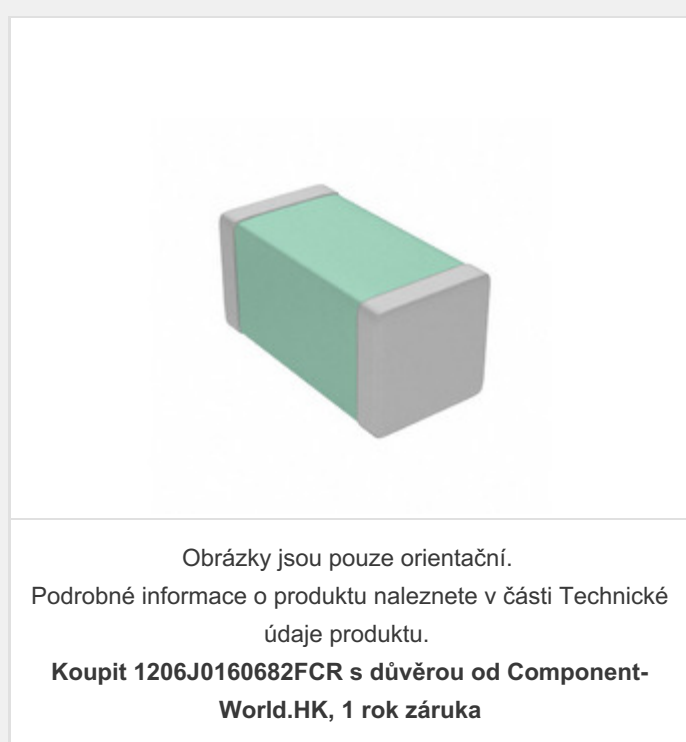 Obrázky jsou pouze orientační.
Podrobné informace o produktu naleznete v části Technické
údaje produktu.
Koupit 1206J0160682FCR s důvěrou od Component-
World.HK, 1 rok záruka